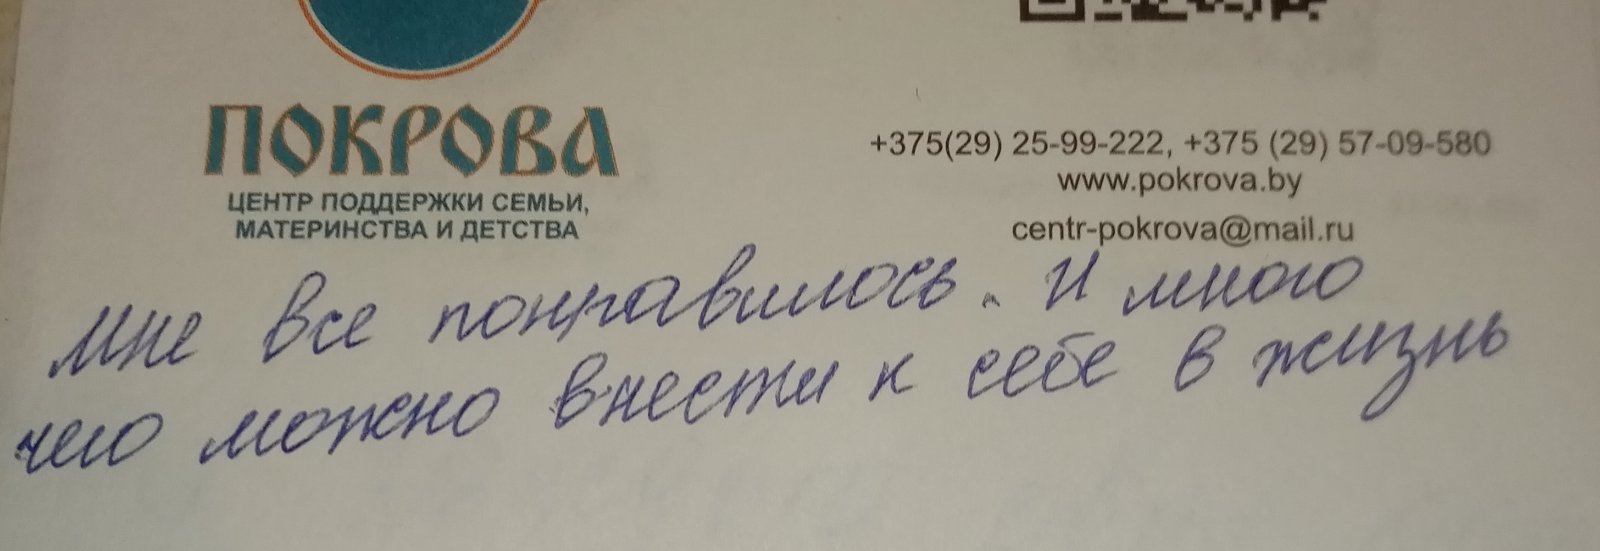 ПОКРОВА
ЦЕНТР ПОДДЕРЖКИ СЕМЬИ,
МАТЕРИНСТВА И ДЕТСТВА
+375(29) 25-99-222, +375 (29) 57-09-580
www.pokrova.by
centr-pokrova@mail.ru
Мне все понравилось. И много
чего можно внести к себе в жизнь